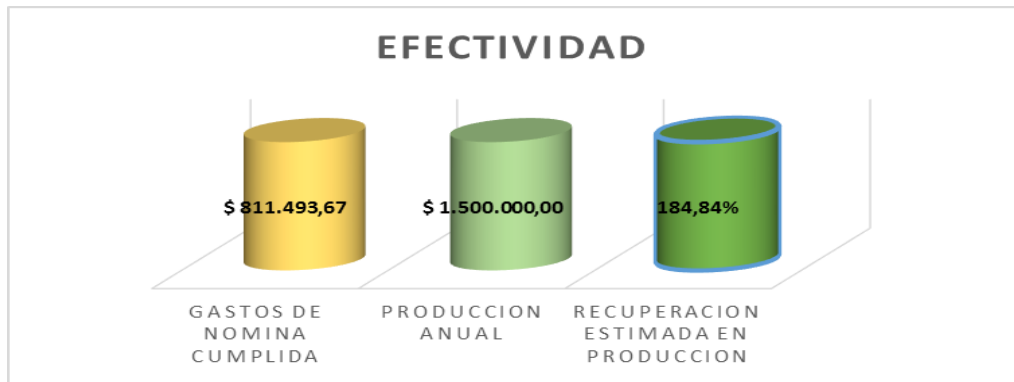 EFECTIVIDAD
$ 811.493,67
$ 1.500.000,00
184,84%
GASTOS DE
NOMINA
CUMPLIDA
PRODUCCION
ANUAL
RECUPERACION
ESTIMADA EN
PRODUCCION